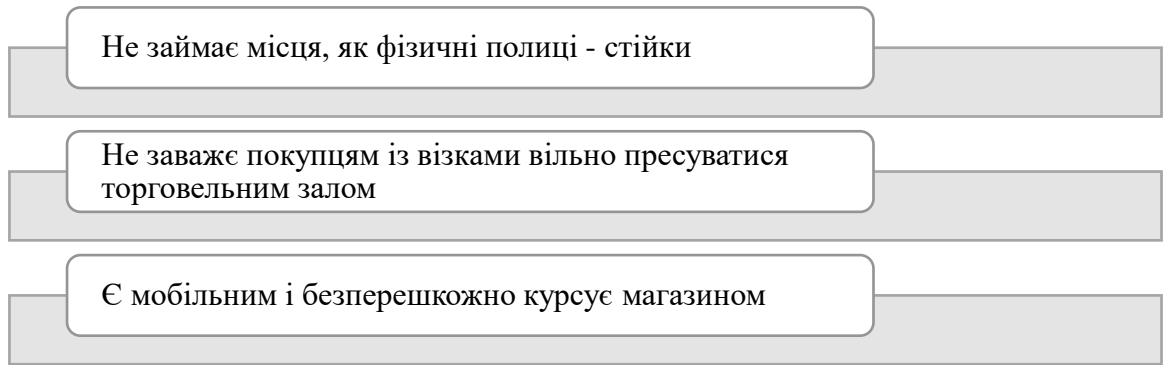 Не займає місця, як фізичні полиці - стійки
Не заважє покупцям із візками вільно пресуватися
торговельним залом
Є мобільним і безперешкожно курсує магазином